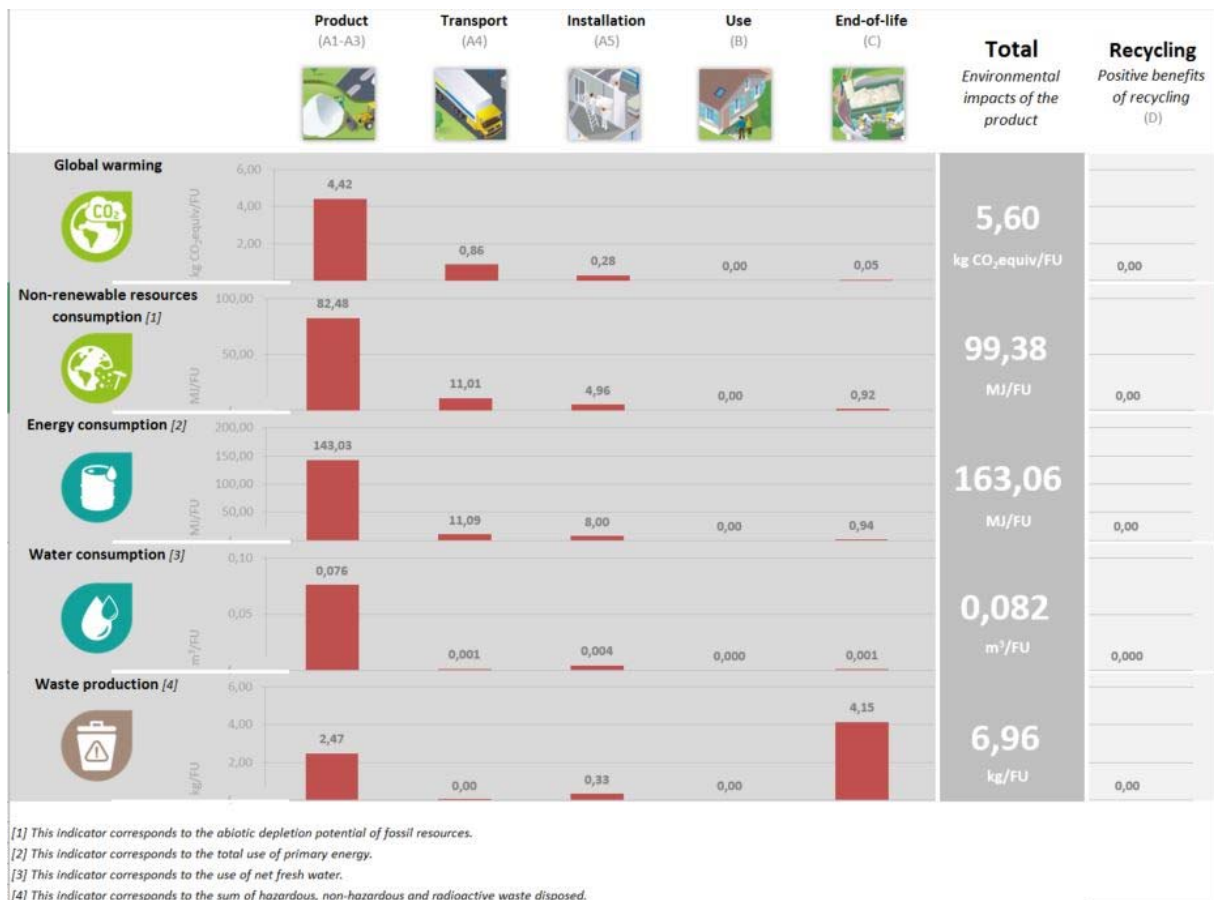 Product
(A1-A3)
Transport
(A4)
Installation
(A5)
Use
(B)
End-of-life
(C)
Total
Environmental
impacts of the
product
Recycling
Positive benefits
of recycling
(D)
Global warming
CO₂
kg CO₂equiv/FU
6,00
4,00
2,00
4,42
0,86
0,28
0,00
0,05
5,60
kg CO₂equiv/FU
0,00
Non-renewable resources
consumption [1]
MJ/FU
100,00
50,00
82,48
11,01
4,96
0,00
0,92
99,38
MJ/FU
0,00
Energy consumption [2]
MJ/FU
200,00
150,00
100,00
50,00
143,03
11,09
8,00
0,00
0,94
163,06
MJ/FU
0,00
Water consumption [3]
m³/FU
0,10
0,05
0,076
0,001
0,004
0,000
0,001
0,082
m³/FU
0,000
Waste production [4]
kg/FU
6,00
4,00
2,00
2,47
0,00
0,33
0,00
4,15
6,96
kg/FU
0,00
[1] This indicator corresponds to the abiotic depletion potential of fossil resources.
[2] This indicator corresponds to the total use of primary energy.
[3] This indicator corresponds to the use of net fresh water.
[4] This indicator corresponds to the sum of hazardous, non-hazardous and radioactive waste disposed.